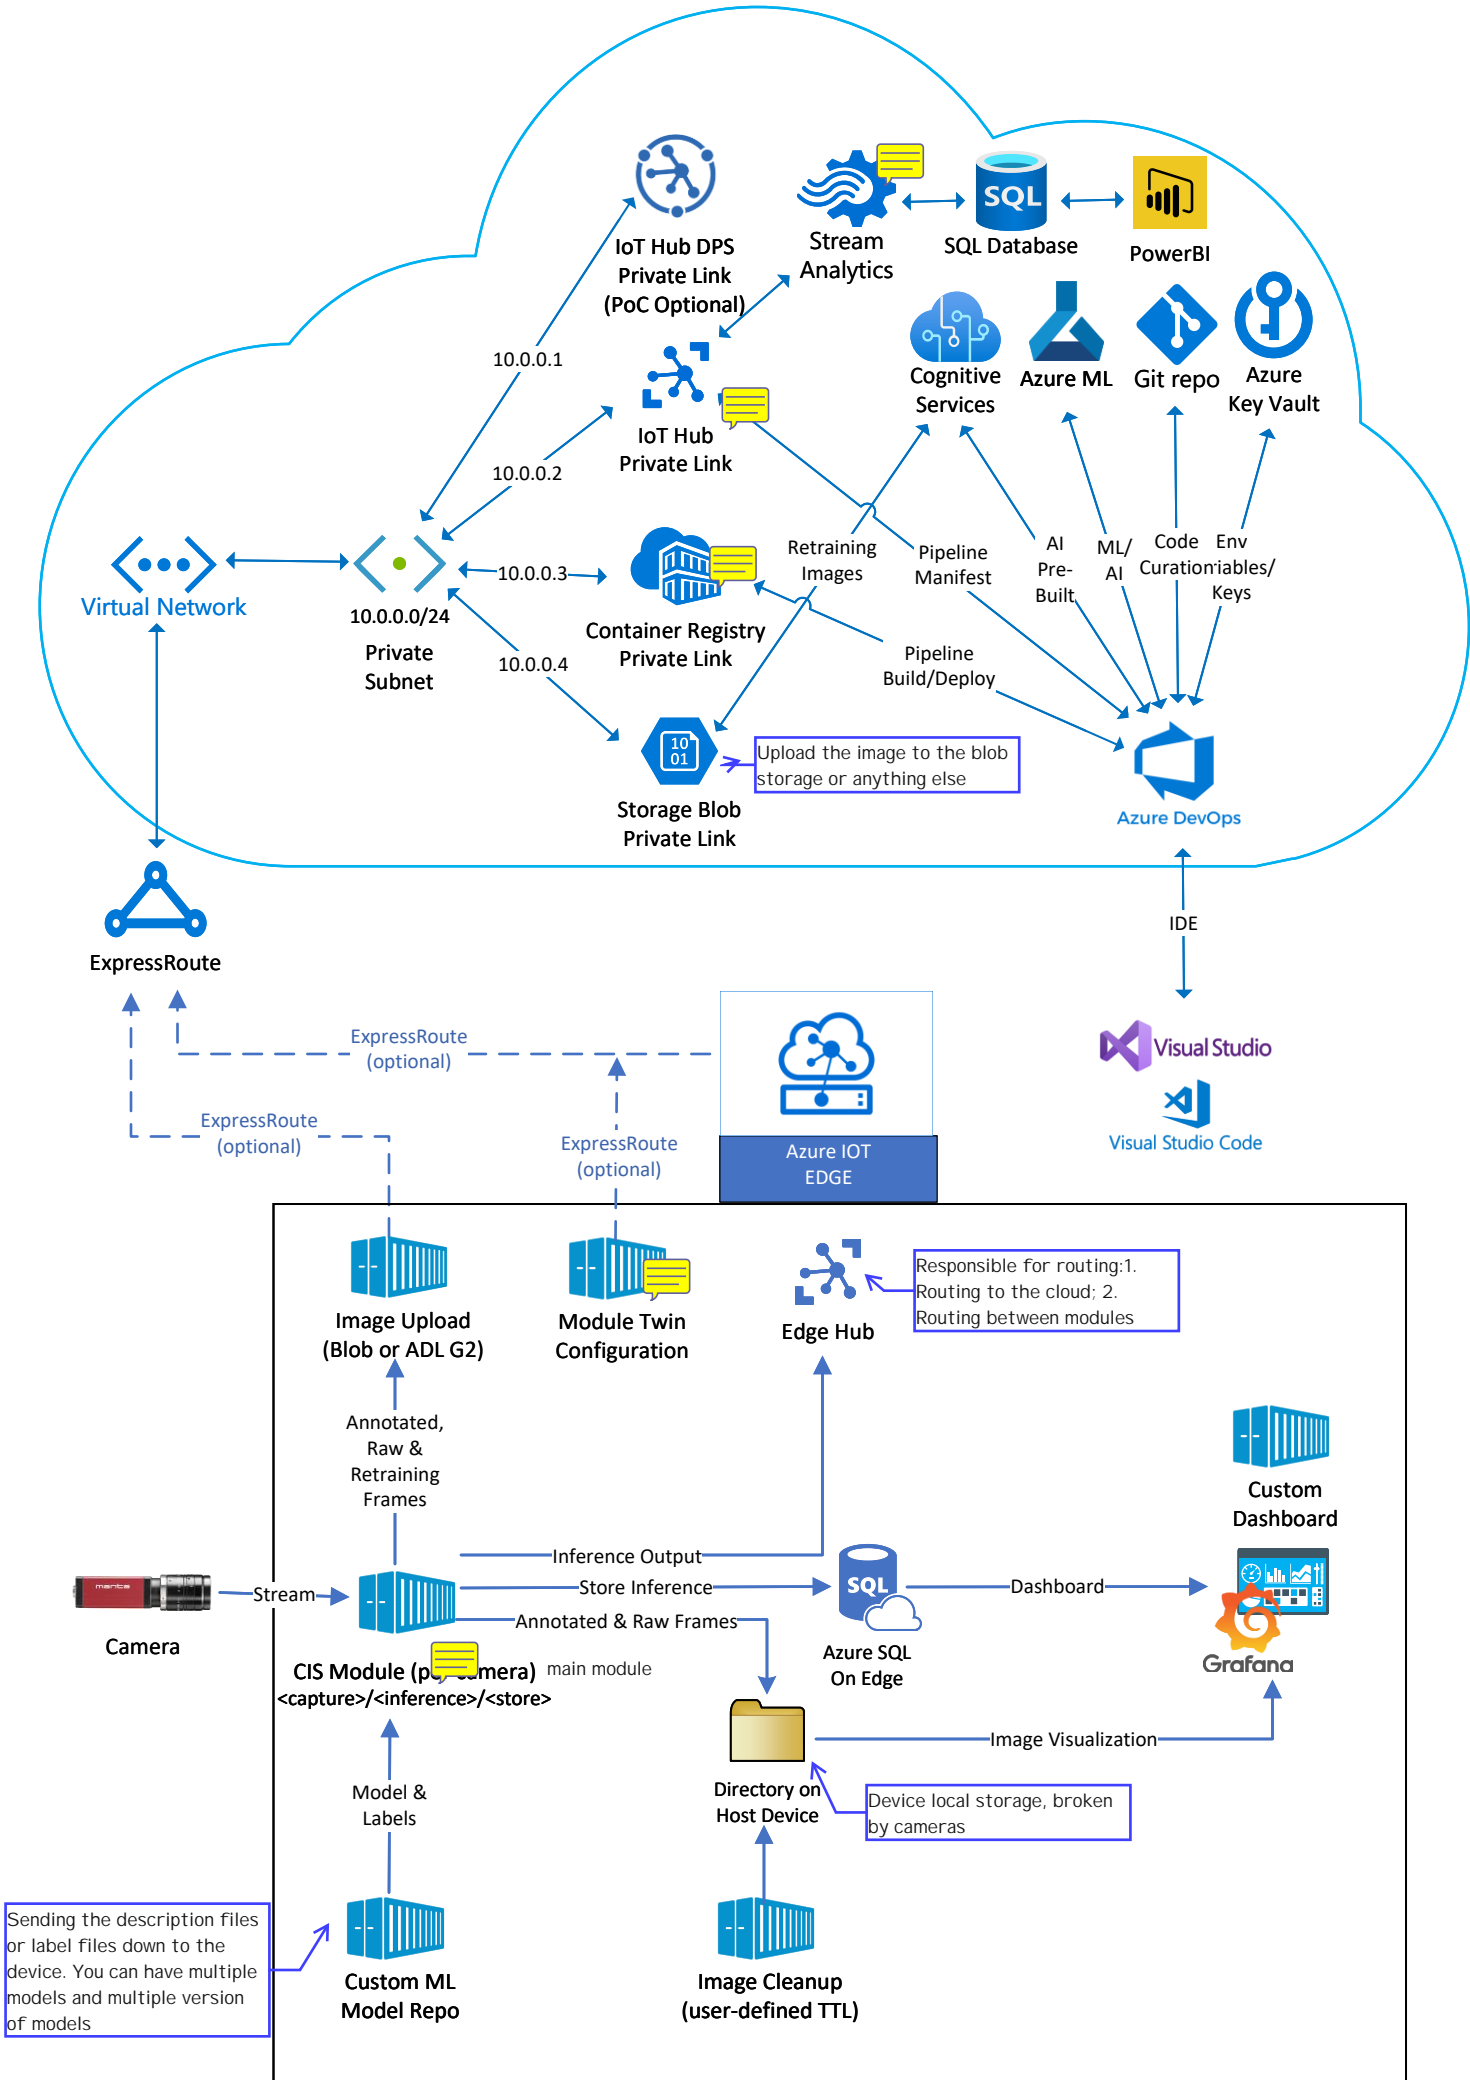 IoT Hub DPS
Private Link
(PoC Optional)
Stream
Analytics
SQL
SQL Database
PowerBI
10.0.0.1
IoT Hub
Private Link
Cognitive
Services
Azure ML
Git repo
Azure
Key Vault
10.0.0.2
Virtual Network
10.0.0.0/24
Private
Subnet
10.0.0.3
Container Registry
Private Link
Retraining
Images
Pipeline
Manifest
AI
Pre-
Built
ML/
AI
Code
Curation
Env
iables/
Keys
10.0.0.4
Pipeline
Build/Deploy
10
01
Storage Blob
Private Link
Upload the image to the blob
storage or anything else
Azure DevOps
IDE
ExpressRoute
Visual Studio
Visual Studio Code
ExpressRoute
(optional)
ExpressRoute
(optional)
ExpressRoute
(optional)
Azure IOT
EDGE
Image Upload
(Blob or ADL G2)
Module Twin
Configuration
Edge Hub
Responsible for routing:1.
Routing to the cloud; 2.
Routing between modules
Annotated,
Raw &
Retraining
Frames
Custom
Dashboard
manta
Camera
Stream
Inference Output
Store Inference
Annotated & Raw Frames
SQL
Azure SQL
On Edge
Dashboard
Grafana
CIS Module (p mera)
main module
<capture>/<inference>/<store>
Model &
Labels
Directory on
Host Device
Image Visualization
Device local storage, broken
by cameras
Sending the description files
or label files down to the
device. You can have multiple
models and multiple version
of models
Custom ML
Model Repo
Image Cleanup
(user-defined TTL)